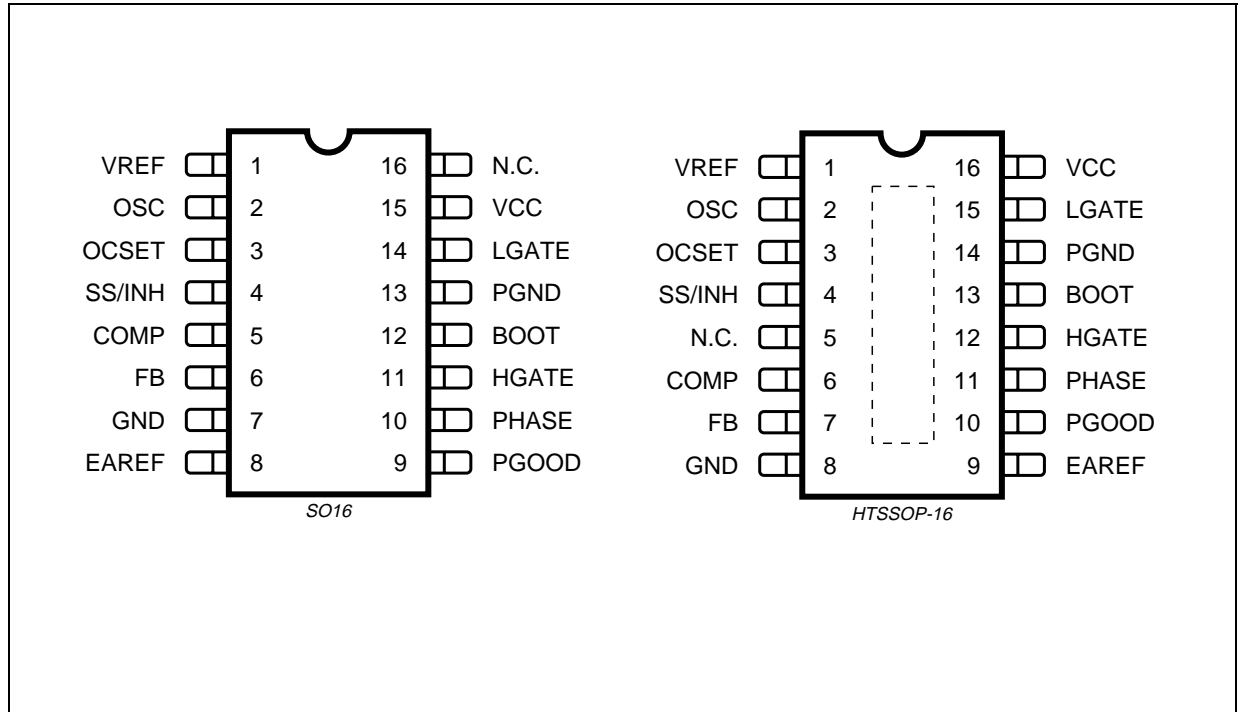 VREF 1 16 N.C.
OSC 2 15 VCC
OCSET 3 14 LGATE
SS/INH 4 13 PGND
COMP 5 12 BOOT
FB 6 11 HGATE
GND 7 10 PHASE
EAREF 8 9 PGOOD
SO16
VREF 1 16 VCC
OSC 2 15 LGATE
OCSET 3 14 PGND
SS/INH 4 13 BOOT
N.C. 5 12 HGATE
COMP 6 11 PHASE
FB 7 10 PGOOD
GND 8 9 EAREF
HTSSOP-16